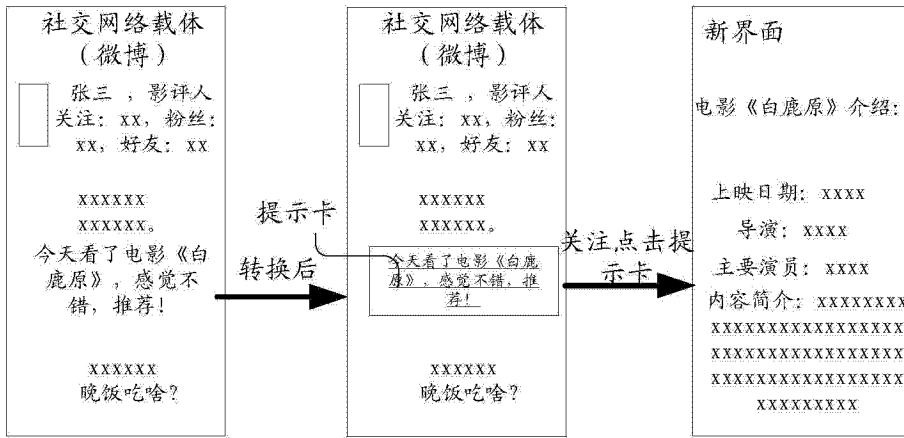 社交网络载体
（微博）
张三 ，影评人
关注：xx，粉丝：
xx，好友：xx
xxxxxx
xxxxxx。
今天看了电影《白
鹿原》，感觉不
错，推荐！
xxxxxx
晚饭吃啥？
转换后
提示卡
社交网络载体
（微博）
张三 ，影评人
关注：xx，粉丝：
xx，好友：xx
xxxxxx
xxxxxx。
今天看了电影《白鹿
原》，感觉不错，推
荐！
xxxxxx
晚饭吃啥？
关注点击提
示卡
新界面
电影《白鹿原》介绍：
上映日期：xxxx
导演：xxxx
主要演员：xxxx
内容简介：xxxxxxxx
xxxxxxxxxxxxxxxxx
xxxxxxxxxxxxxxxxx
xxxxxxxxxxxxxxxxx
xxxxxxxxx